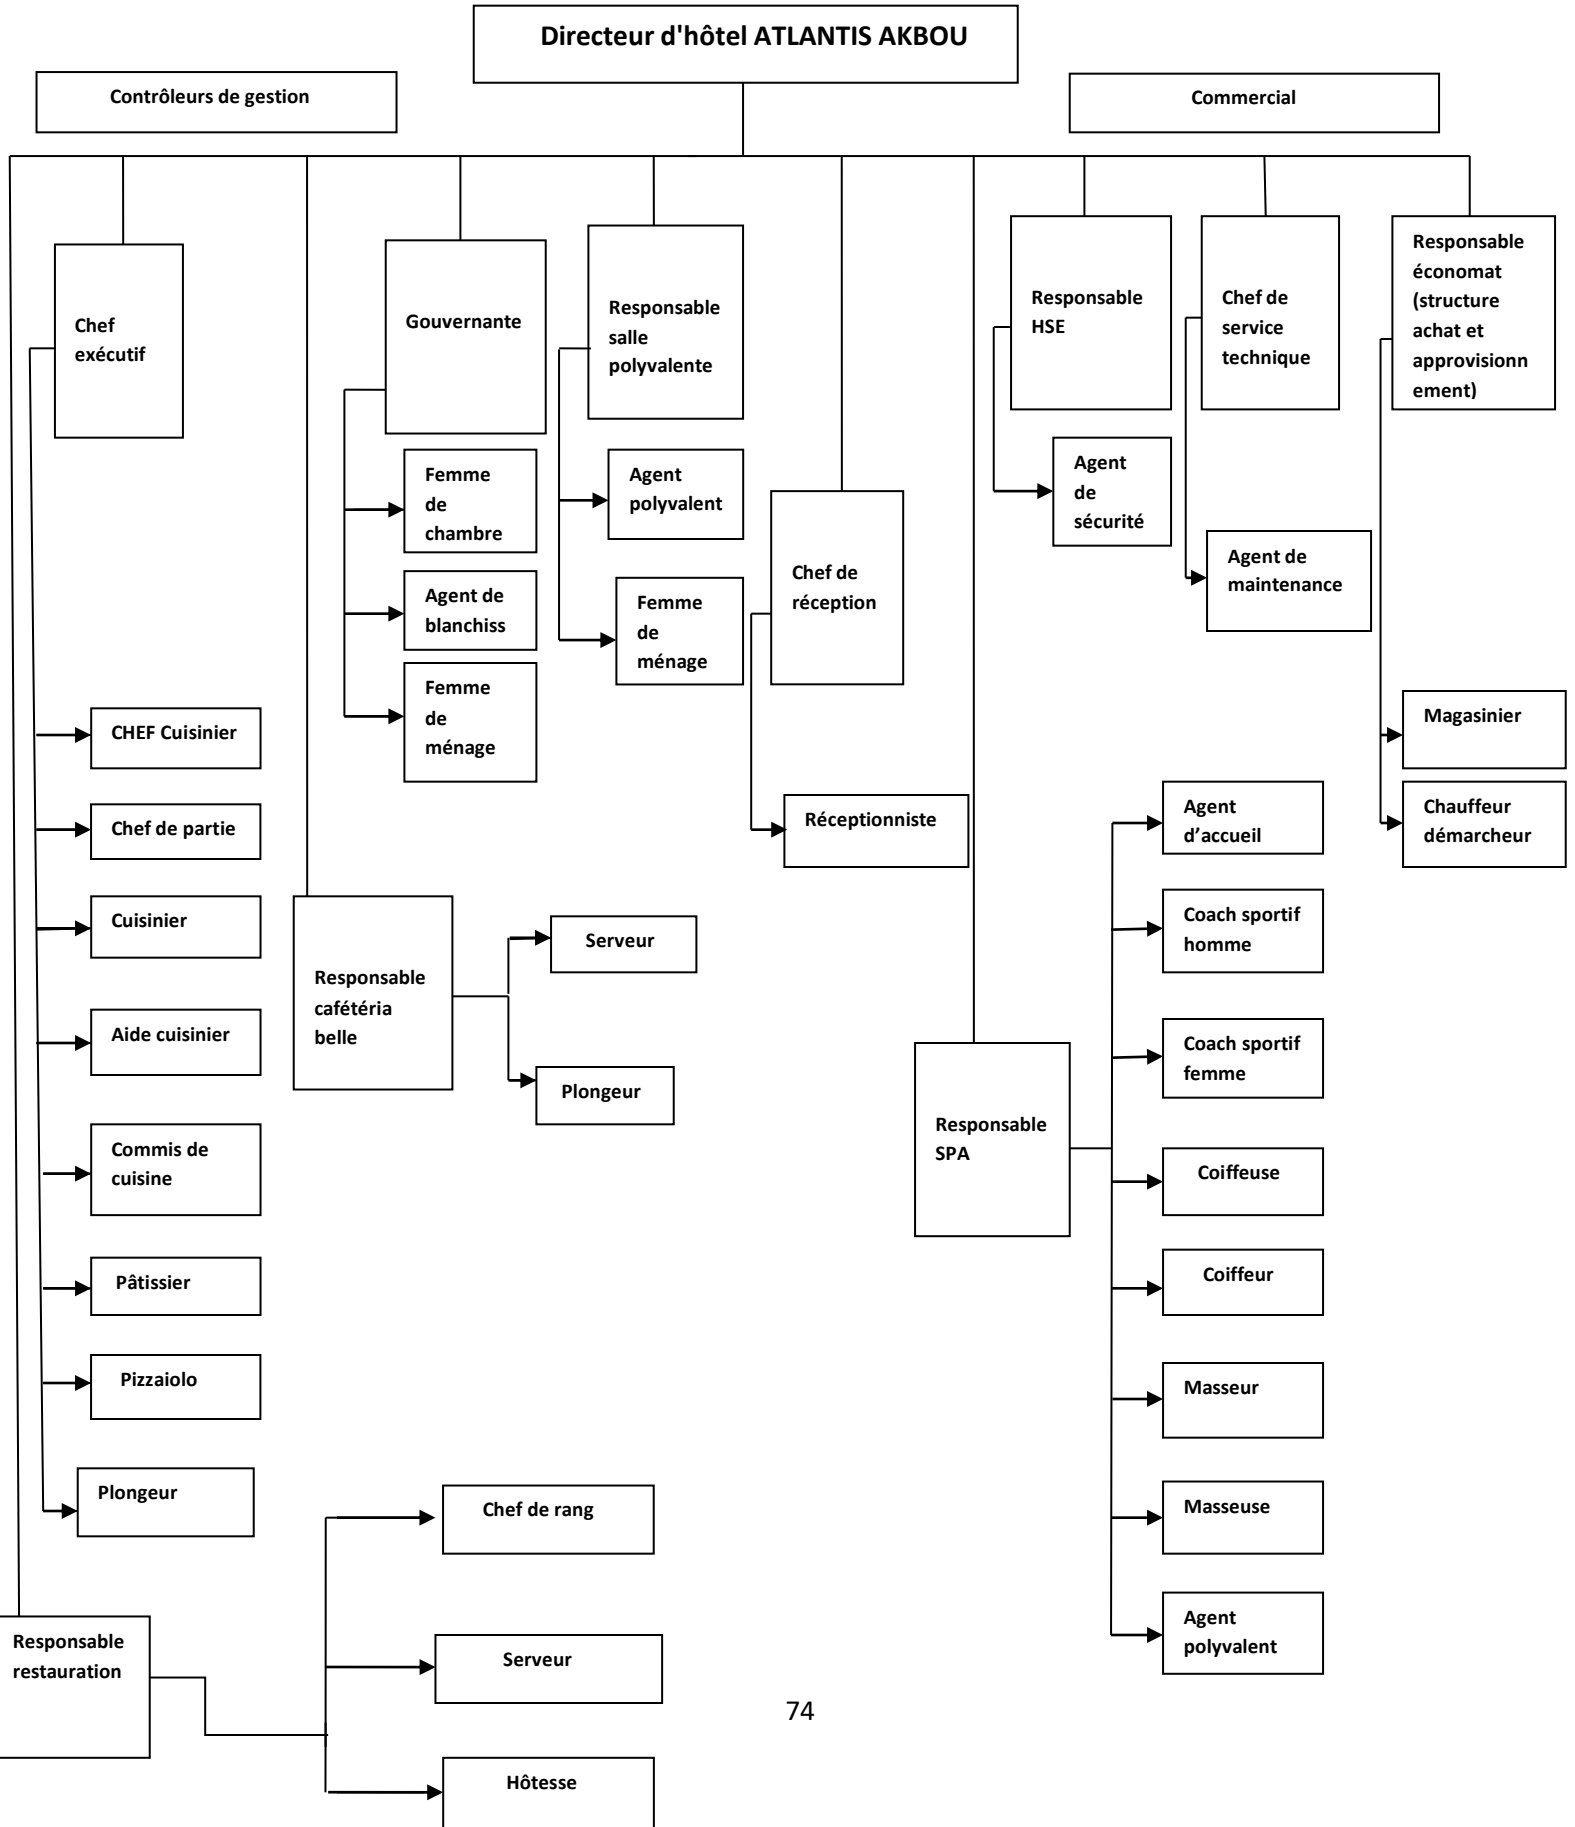 Directeur d'hôtel ATLANTIS AKBOU
Contrôleurs de gestion
Commercial
Chef
exécutif
Gouvernante
Responsable
salle
polyvalente
Responsable
HSE
Chef de
service
technique
Responsable
économat
(structure
achat et
approvisionn
ement)
Femme
de
chambre
Agent
polyvalent
Agent
de
sécurité
Agent de
maintenance
Chef de
réception
Agent de
blanchiss
Femme
de
ménage
Femme
de
ménage
CHEF Cuisinier
Chef de partie
Cuisinier
Aide cuisinier
Commis de
cuisine
Pâtissier
Pizzaiolo
Plongeur
Réceptionniste
Magasinier
Chauffeur
démarcheur
Responsable
cafétéria
belle
Serveur
Plongeur
Responsable
SPA
Agent
d’accueil
Coach sportif
homme
Coach sportif
femme
Coiffeuse
Coiffeur
Masseur
Masseuse
Agent
polyvalent
Responsable
restauration
Chef de rang
Serveur
Hôtesse
74